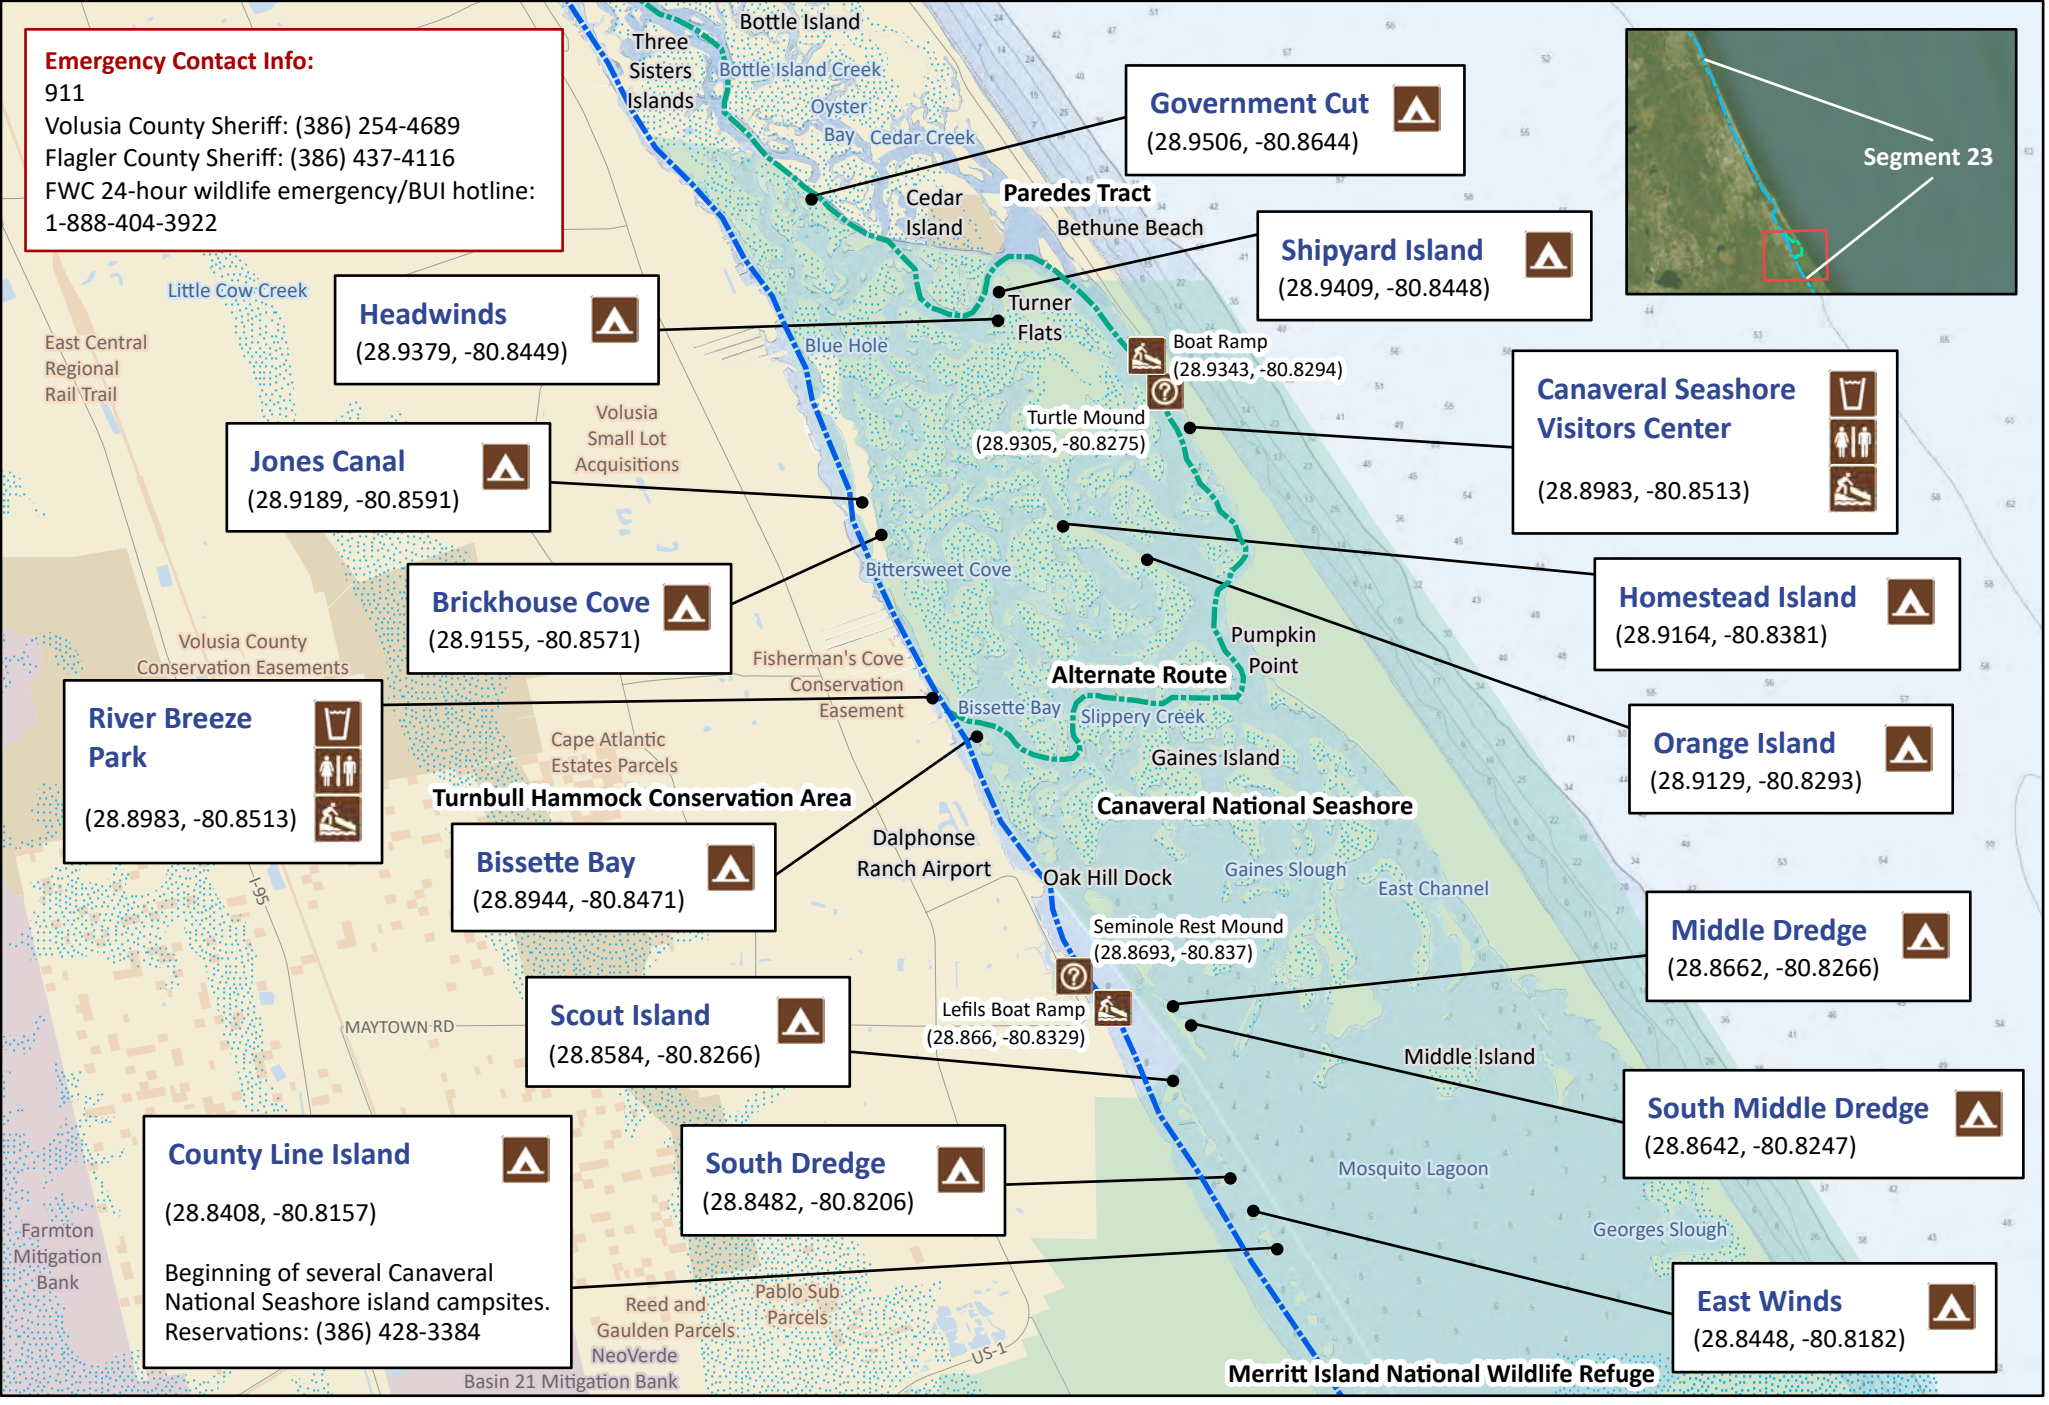 Emergency Contact Info:
911
Volusia County Sheriff: (386) 254-4689
Flagler County Sheriff: (386) 437-4116
FWC 24-hour wildlife emergency/BUI hotline:
1-888-404-3922
Three
Sisters
Islands
Bottle Island
Bottle Island Creek
Oyster
Bay
Cedar Creek
Cedar
Island
Paredes Tract
Bethune Beach
Government Cut
(28.9506, -80.8644)
Segment 23
Shipyard Island
(28.9409, -80.8448)
Little Cow Creek
Headwinds
(28.9379, -80.8449)
Turner
Flats
Blue Hole
East Central
Regional
Rail Trail
Boat Ramp
(28.9343, -80.8294)
Turtle Mound
(28.9305, -80.8275)
Canaveral Seashore
Visitors Center
(28.8983, -80.8513)
Volusia
Small Lot
Acquisitions
Jones Canal
(28.9189, -80.8591)
Brickhouse Cove
(28.9155, -80.8571)
Bittersweet Cove
Homestead Island
(28.9164, -80.8381)
Volusia County
Conservation Easements
Fisherman's Cove
Conservation
Easement
Pumpkin
Point
Alternate Route
River Breeze
Park
(28.8983, -80.8513)
Bissette Bay
Slippery Creek
Orange Island
(28.9129, -80.8293)
Cape Atlantic
Estates Parcels
Gaines Island
Turnbull Hammock Conservation Area
Canaveral National Seashore
Bissette Bay
(28.8944, -80.8471)
Dalphonse
Ranch Airport
Oak Hill Dock
Gaines Slough
East Channel
I-95
Seminole Rest Mound
(28.8693, -80.837)
Middle Dredge
(28.8662, -80.8266)
Scout Island
(28.8584, -80.8266)
Lefils Boat Ramp
(28.866, -80.8329)
MAYTOWN RD
Middle Island
South Middle Dredge
(28.8642, -80.8247)
County Line Island
(28.8408, -80.8157)
Beginning of several Canaveral
National Seashore island campsites.
Reservations: (386) 428-3384
South Dredge
(28.8482, -80.8206)
Mosquito Lagoon
Georges Slough
Farmton
Mitigation
Bank
Pablo Sub
Parcels
Reed and
Gaulden Parcels
NeoVerde
Basin 21 Mitigation Bank
US-1
East Winds
(28.8448, -80.8182)
Merritt Island National Wildlife Refuge